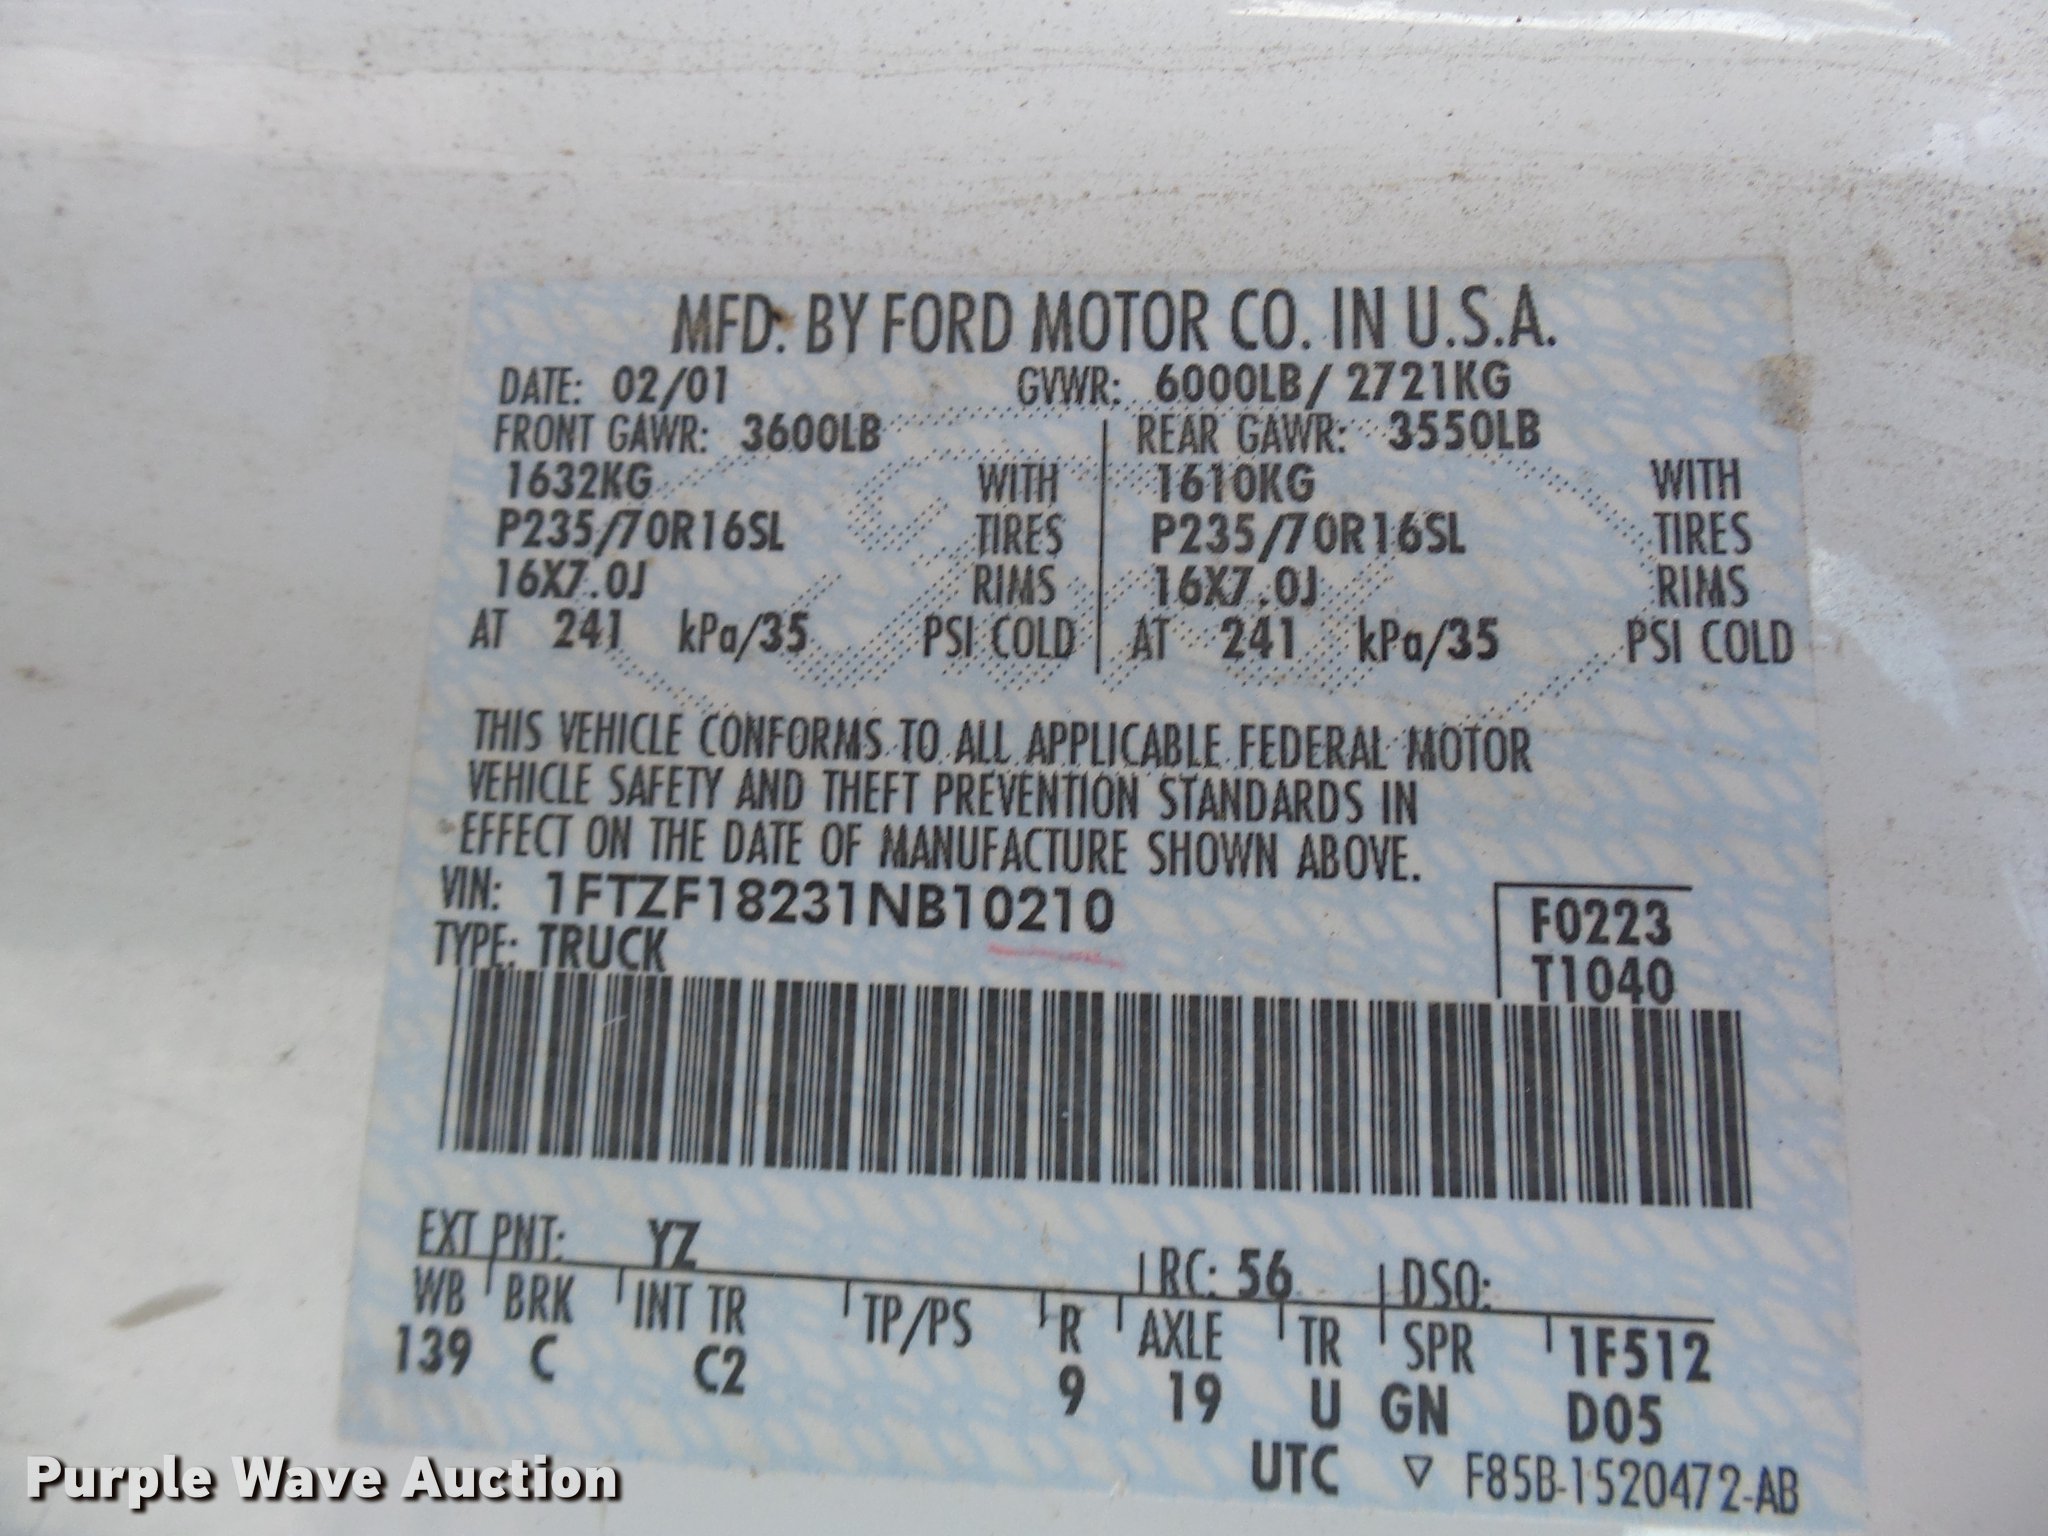 MFD. BY FORD MOTOR CO. IN U.S.A.
DATE: 02/01 GVWR: 6000LB / 2721KG
FRONT GAWR: 3600LB REAR GAWR: 3550LB
1632KG WITH 1610KG WITH
P235/70R16SL TIRES P235/70R16SL TIRES
16X7.0J RIMS 16X7.0J RIMS
AT 241 kPa/35 PSI COLD AT 241 kPa/35 PSI COLD
THIS VEHICLE CONFORMS TO ALL APPLICABLE FEDERAL MOTOR
VEHICLE SAFETY AND THEFT PREVENTION STANDARDS IN
EFFECT ON THE DATE OF MANUFACTURE SHOWN ABOVE.
VIN: 1FTZF18231NB10210 F0223
TYPE: TRUCK T1040
EXT PNT: YZ RC: 56 DSO:
WB BRK INT TR TP/PS R AXLE TR SPR 1F512
139 C C2 9 19 U GN D05
UTC ▽ F85B-1520472-AB
Purple Wave Auction